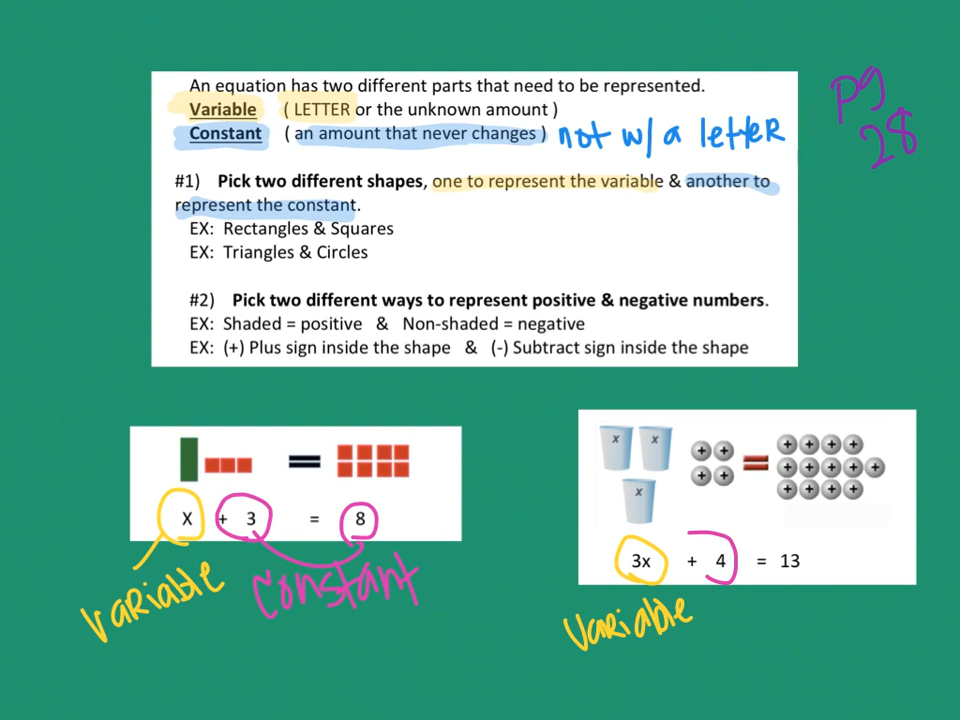 An equation has two different parts that need to be represented.
Variable ( LETTER or the unknown amount )
Constant ( an amount that never changes ) not w/ a letter
pg
28
#1) Pick two different shapes, one to represent the variable & another to
represent the constant.
EX: Rectangles & Squares
EX: Triangles & Circles
#2) Pick two different ways to represent positive & negative numbers.
EX: Shaded = positive & Non-shaded = negative
EX: (+) Plus sign inside the shape & (-) Subtract sign inside the shape
=
X + 3 = 8
Variable
Constant
x x
+ + = + + + +
+ + + + + + +
x + + + +
3x + 4 = 13
Variable